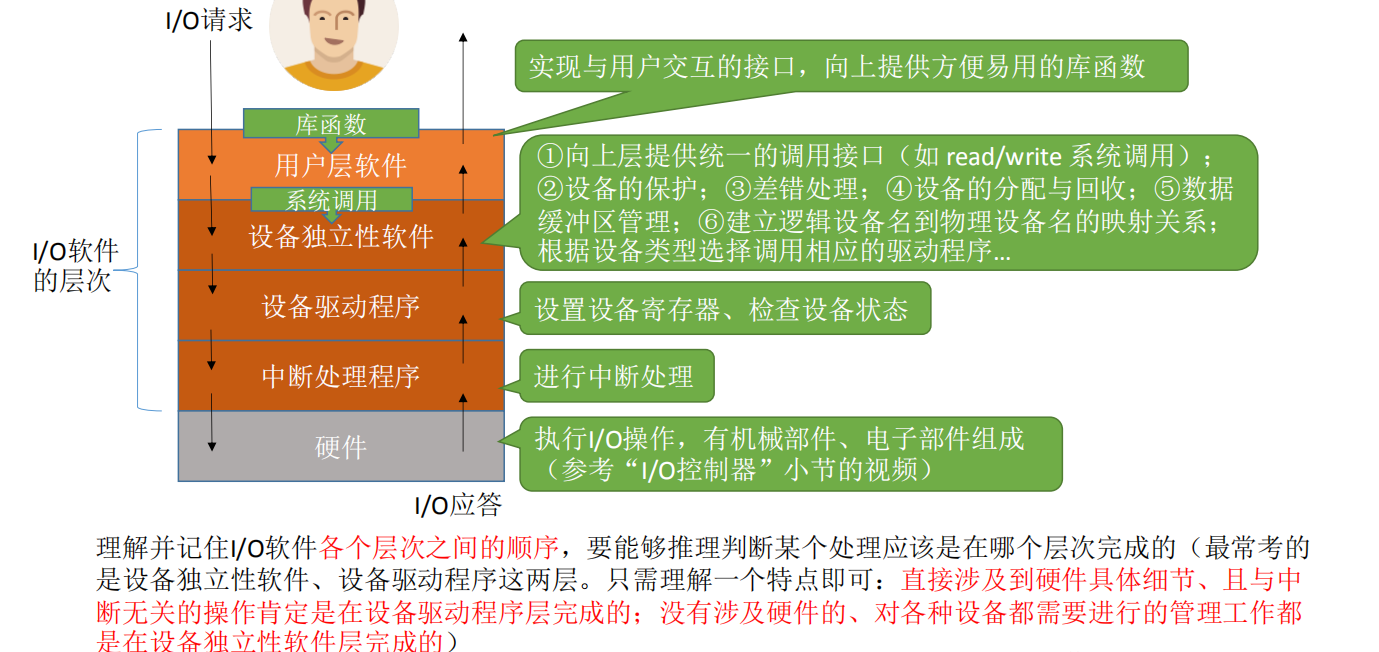 I/O请求
实现与用户交互的接口，向上提供方便易用的库函数
库函数
用户层软件
①向上层提供统一的调用接口（如 read/write 系统调用）；
②设备的保护；③差错处理；④设备的分配与回收；⑤数据
缓冲区管理；⑥建立逻辑设备名到物理设备名的映射关系；
根据设备类型选择调用相应的驱动程序...
系统调用
设备独立性软件
I/O软件
的层次
设备驱动程序
设置设备寄存器、检查设备状态
中断处理程序
进行中断处理
硬件
执行I/O操作，有机械部件、电子部件组成
（参考“I/O控制器”小节的视频）
I/O应答
理解并记住I/O软件各个层次之间的顺序，要能够推理判断某个处理应该是在哪个层次完成的（最常考的
是设备独立性软件、设备驱动程序这两层。只需理解一个特点即可：直接涉及到硬件具体细节、且与中
断无关的操作肯定是在设备驱动程序层完成的；没有涉及硬件的、对各种设备都需要进行的管理工作都
是在设备独立性软件层完成的）